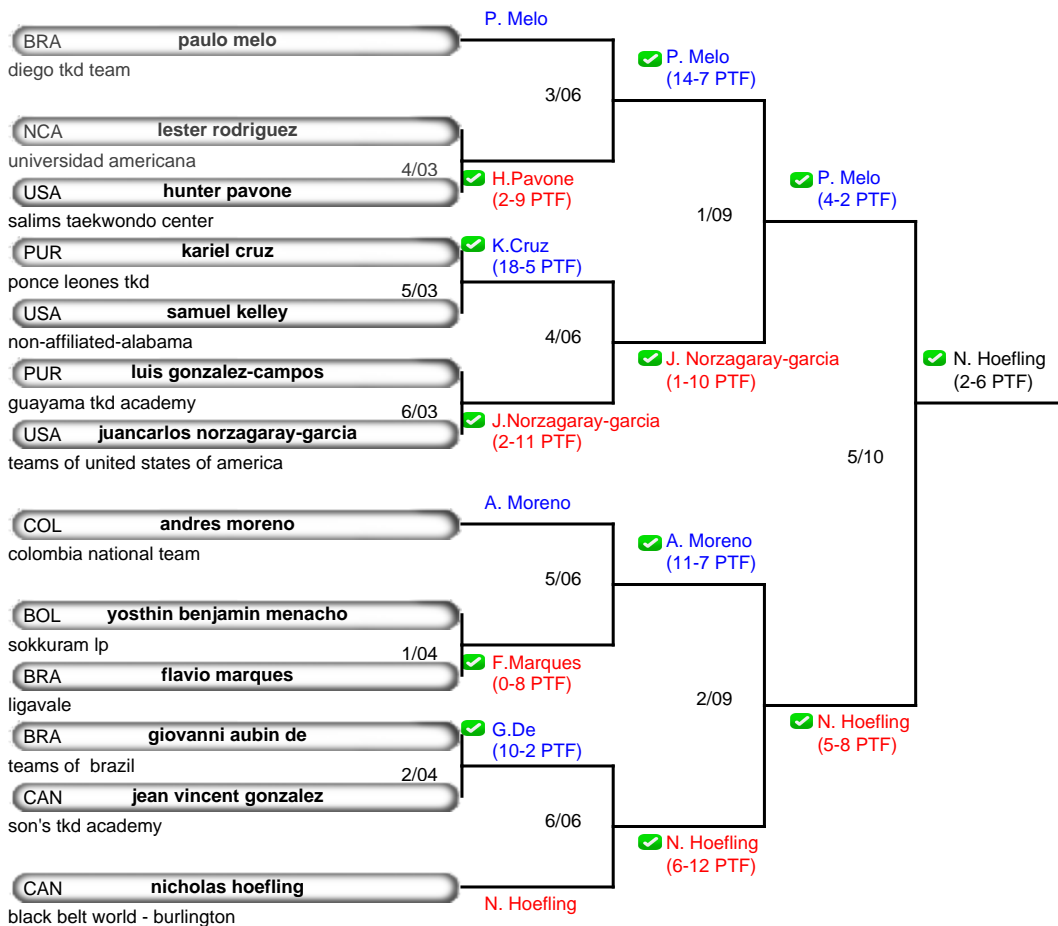 P. Melo
BRA paulo melo
diego tkd team
P. Melo
(14-7 PTF)
3/06
NCA lester rodriguez
universidad americana
4/03
USA hunter pavone
salims taekwondo center
H.Pavone
(2-9 PTF)
P. Melo
(4-2 PTF)
1/09
PUR kariel cruz
ponce leones tkd
K.Cruz
(18-5 PTF)
5/03
USA samuel kelley
non-affiliated-alabama
4/06
PUR luis gonzalez-campos
guayama tkd academy
J. Norzagaray-garcia
(1-10 PTF)
6/03
USA juancarlos norzagaray-garcia
teams of united states of america
J.Norzagaray-garcia
(2-11 PTF)
N. Hoefling
(2-6 PTF)
5/10
A. Moreno
COL andres moreno
colombia national team
A. Moreno
(11-7 PTF)
5/06
BOL yosthin benjamin menacho
sokkuram lp
1/04
BRA flavio marques
ligavale
F.Marques
(0-8 PTF)
2/09
N. Hoefling
(5-8 PTF)
BRA giovanni aubin de
teams of  brazil
G.De
(10-2 PTF)
2/04
CAN jean vincent gonzalez
son's tkd academy
6/06
N. Hoefling
(6-12 PTF)
CAN nicholas hoefling
black belt world - burlington
N. Hoefling